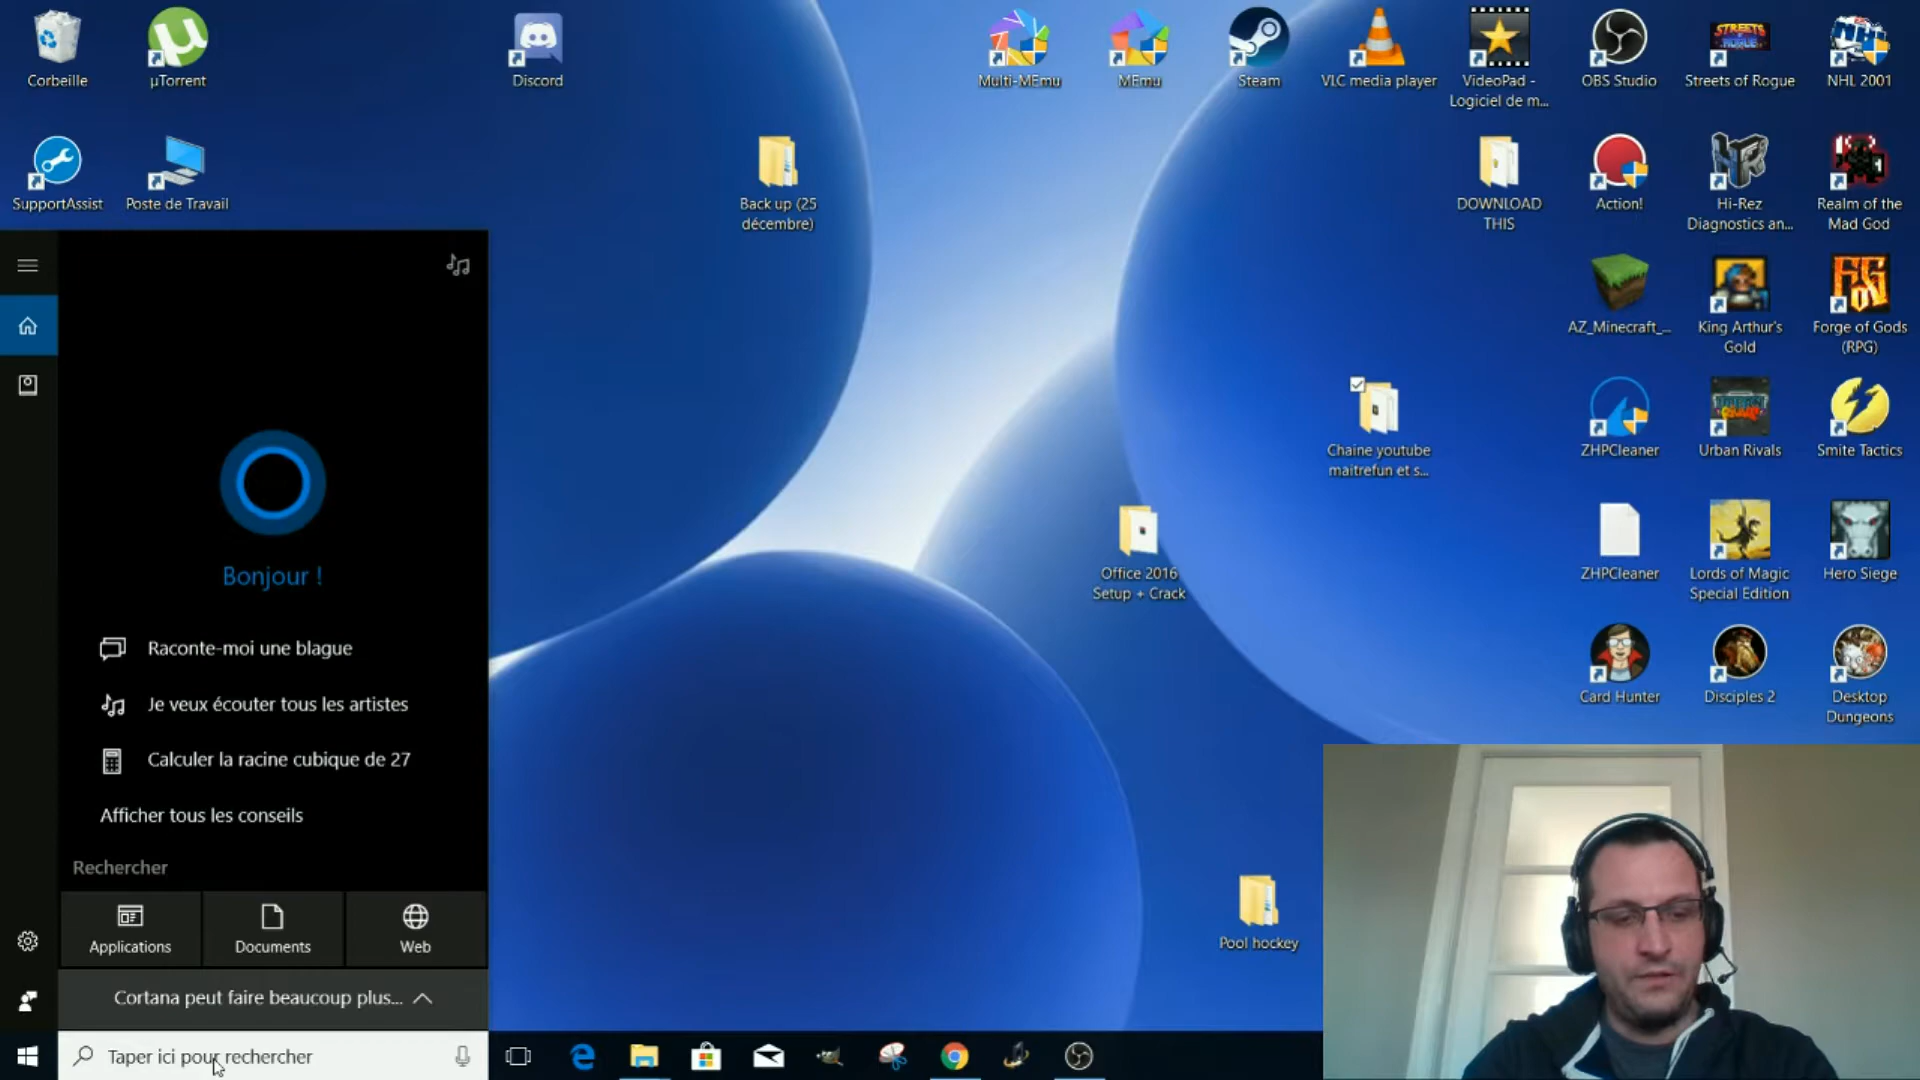 Corbeille
µTorrent
Discord
Multi-MEmu
MEmu
Steam
VLC media player
VideoPad -
Logiciel de m...
OBS Studio
Streets of Rogue
NHL 2001
SupportAssist
Poste de Travail
Back up (25
décembre)
DOWNLOAD
THIS
Action!
Hi-Rez
Diagnostics an...
Realm of the
Mad God
AZ_Minecraft_...
King Arthur's
Gold
Forge of Gods
(RPG)
Chaine youtube
maitrefun et s...
ZHPCleaner
Urban Rivals
Smite Tactics
Office 2016
Setup + Crack
ZHPCleaner
Lords of Magic
Special Edition
Hero Siege
Card Hunter
Disciples 2
Desktop
Dungeons
Pool hockey
Bonjour !
Raconte-moi une blague
Je veux écouter tous les artistes
Calculer la racine cubique de 27
Afficher tous les conseils
Rechercher
Applications
Documents
Web
Cortana peut faire beaucoup plus...
Taper ici pour rechercher